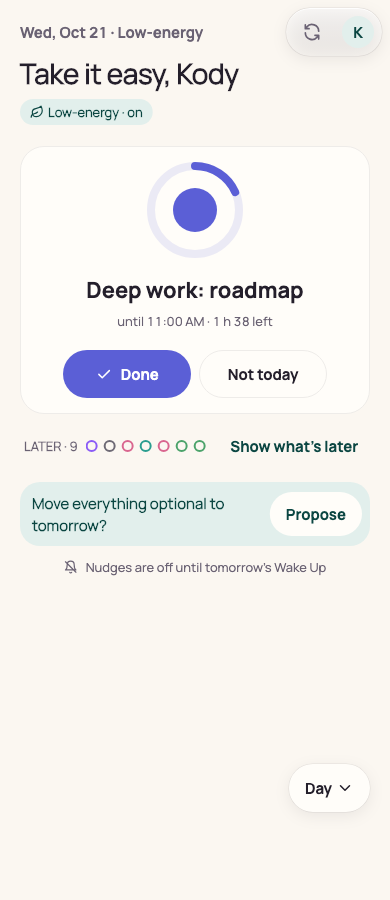 Wed, Oct 21 · Low-energy
K
Take it easy, Kody
Low-energy · on
Deep work: roadmap
until 11:00 AM · 1 h 38 left
Done
Not today
LATER · 9
Show what's later
Move everything optional to
tomorrow?
Propose
Nudges are off until tomorrow's Wake Up
Day